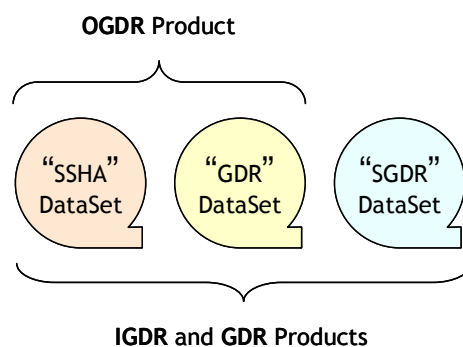 OGDR Product
“SSHA”
DataSet
“GDR”
DataSet
“SGDR”
DataSet
IGDR and GDR Products